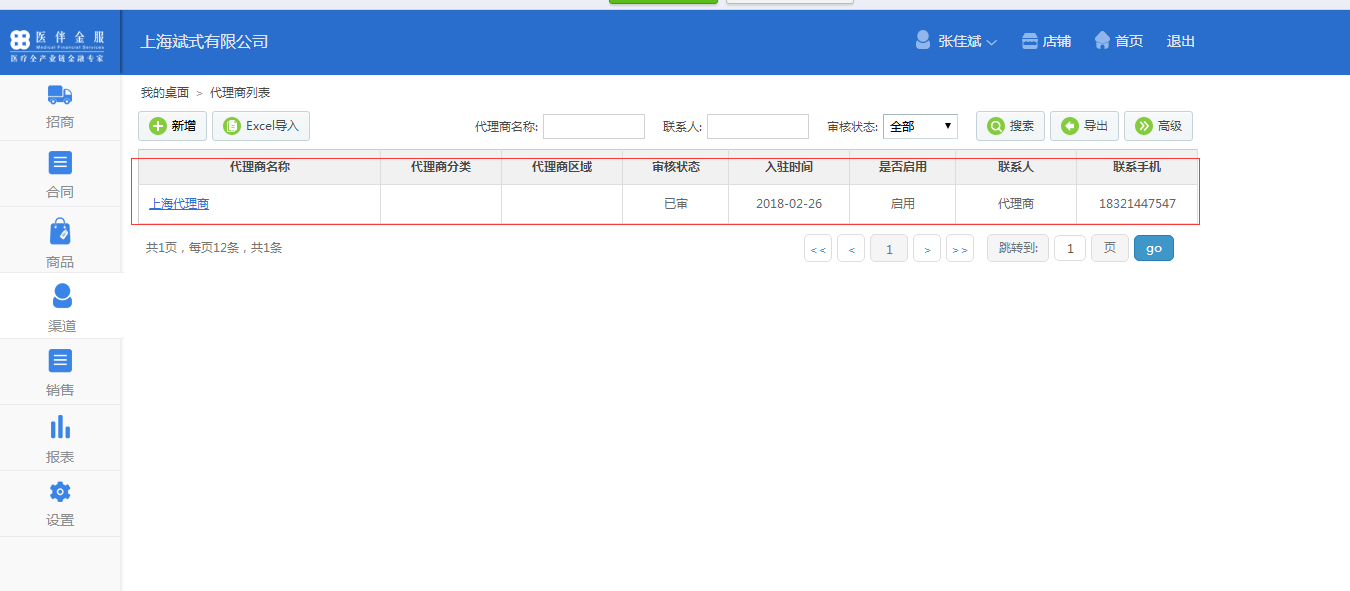 医伴金服
Medical Financial Services
医疗全产业链金融专家
上海斌式有限公司
张佳斌
店铺
首页
退出
招商
合同
商品
渠道
销售
报表
设置
我的桌面 > 代理商列表
新增 Excel导入 代理商名称: 联系人: 审核状态: 全部 搜索 导出 高级
代理商名称 代理商分类 代理商区域 审核状态 入驻时间 是否启用 联系人 联系手机
上海代理商 已审 2018-02-26 启用 代理商 18321447547
共1页，每页12条，共1条 << < 1 > >> 跳转到: 1 页 go